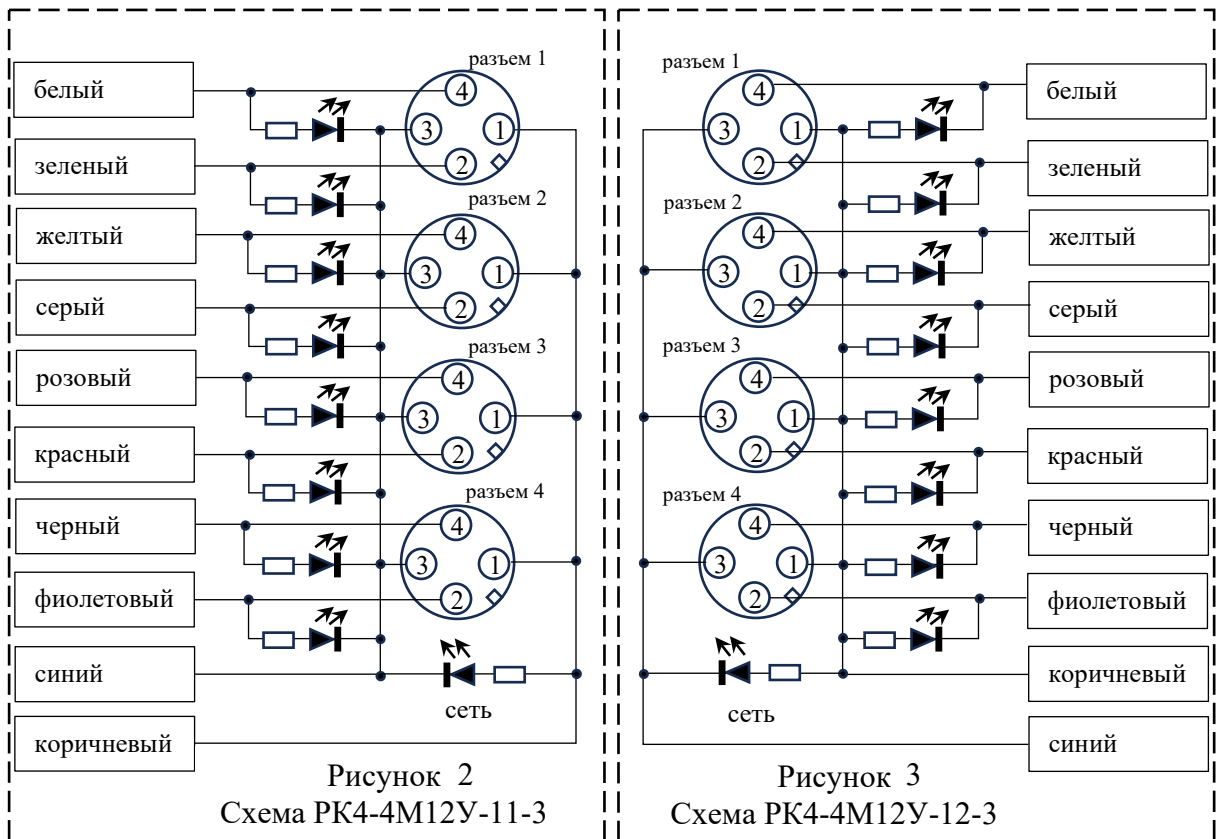 разъем 1
белый
4
3
1
2
зеленый
разъем 2
желтый
4
3
1
серый
2
разъем 3
розовый
4
3
1
красный
2
разъем 4
черный
4
3
1
фиолетовый
2
синий
сеть
коричневый
Рисунок 2
Схема РК4-4М12У-11-3
разъем 1
4
белый
3
1
2
зеленый
разъем 2
4
желтый
3
1
2
серый
разъем 3
4
розовый
3
1
2
красный
разъем 4
4
черный
3
1
2
фиолетовый
коричневый
сеть
синий
Рисунок 3
Схема РК4-4М12У-12-3